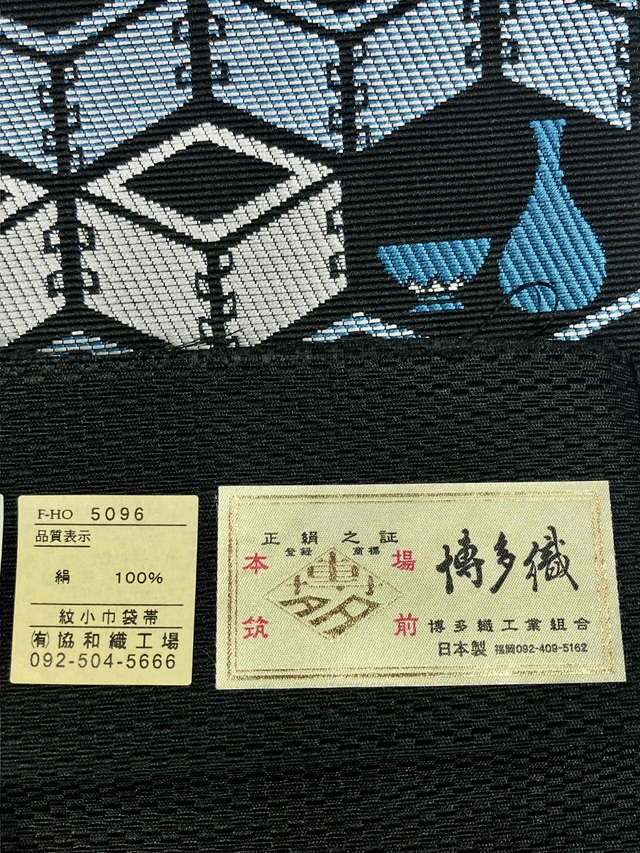 F-HO 5096
品質表示
絹 100%
紋小巾袋帯
㈲協和織工場
092-504-5666
正絹之証
登録 商標
本場
筑前
博多
博多織
博多織工業組合
日本製 福岡092-409-5162